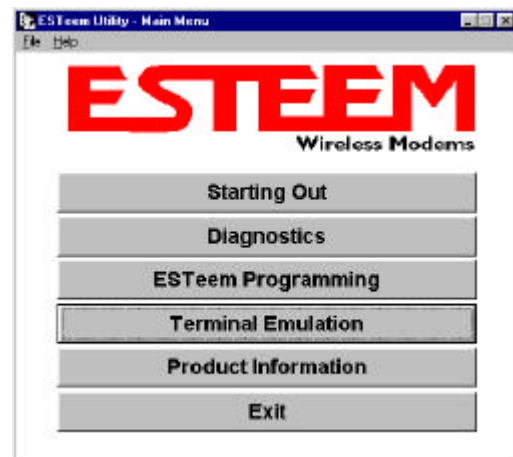 ESTeem Utility - Main Menu
File Help
ESTEEM
Wireless Modems
Starting Out
Diagnostics
ESTeem Programming
Terminal Emulation
Product Information
Exit